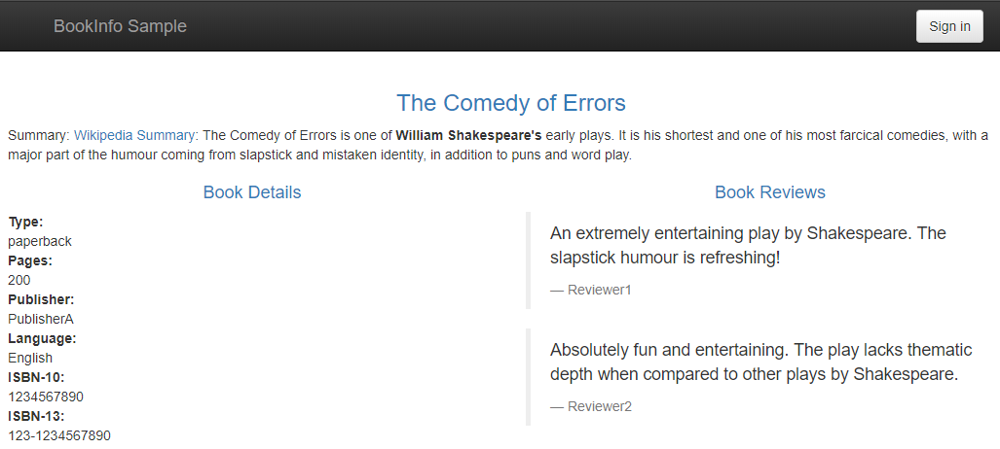 BookInfo Sample
Sign in
The Comedy of Errors
Summary: Wikipedia Summary: The Comedy of Errors is one of William Shakespeare's early plays. It is his shortest and one of his most farcical comedies, with a
major part of the humour coming from slapstick and mistaken identity, in addition to puns and word play.
Book Details
Type:
paperback
Pages:
200
Publisher:
PublisherA
Language:
English
ISBN-10:
1234567890
ISBN-13:
123-1234567890
Book Reviews
An extremely entertaining play by Shakespeare. The
slapstick humour is refreshing!
— Reviewer1
Absolutely fun and entertaining. The play lacks thematic
depth when compared to other plays by Shakespeare.
— Reviewer2